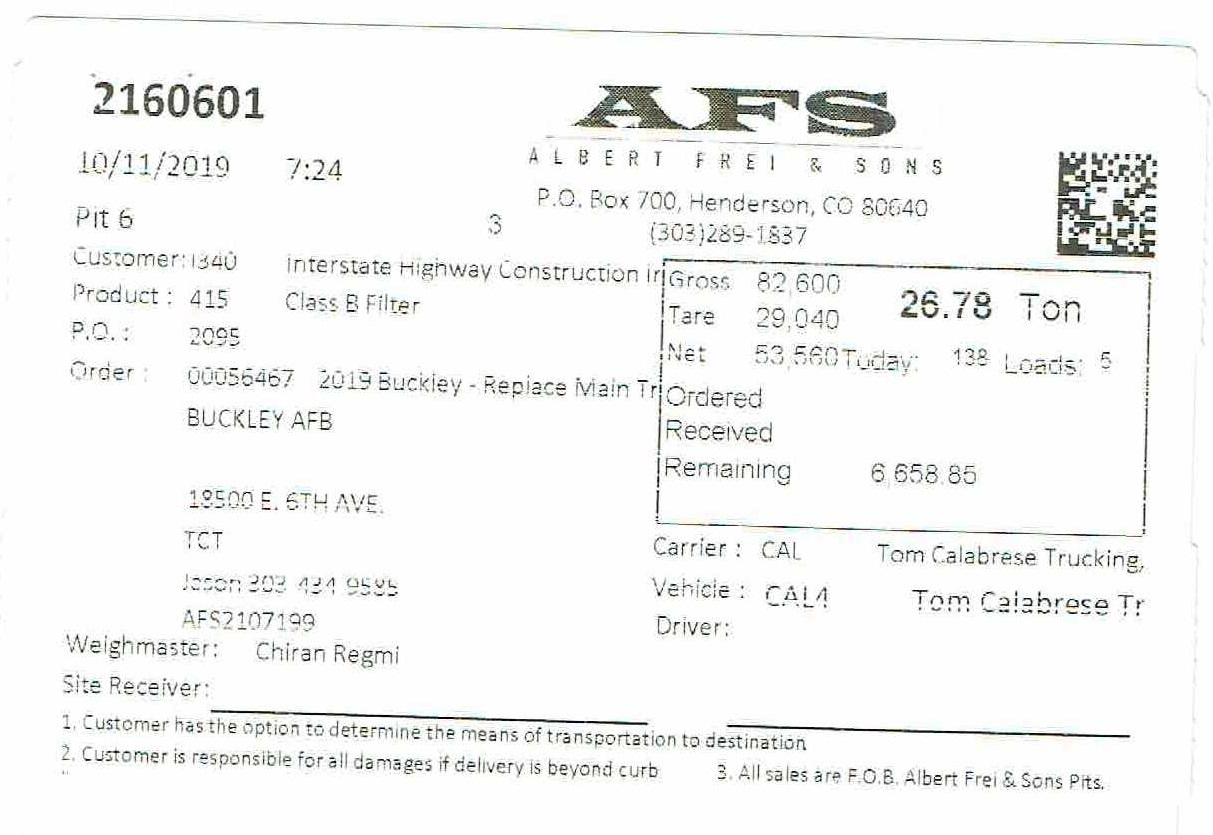 2160601
AFS
ALBERT FREI & SONS
10/11/2019 7:24
P.O. Box 700, Henderson, CO 80640
Pit 6 3
(303)289-1837
Customer: I340 Interstate Highway Construction In
Product : 415 Class B Filter
P.O. : 2095
Order : 00056467 2019 Buckley - Replace Main Tr
BUCKLEY AFB
18500 E. 6TH AVE.
TCT
Jason 303 434 9585
AFS2107199
Gross 82,600 26.78 Ton
Tare 29,040
Net 53,560 Today: 138 Loads: 5
Ordered
Received
Remaining 6,658.85
Carrier : CAL Tom Calabrese Trucking,
Vehicle : CAL4 Tom Calabrese Tr
Driver:
Weighmaster: Chiran Regmi
Site Receiver:
1. Customer has the option to determine the means of transportation to destination
2. Customer is responsible for all damages if delivery is beyond curb
3. All sales are F.O.B. Albert Frei & Sons Pits.